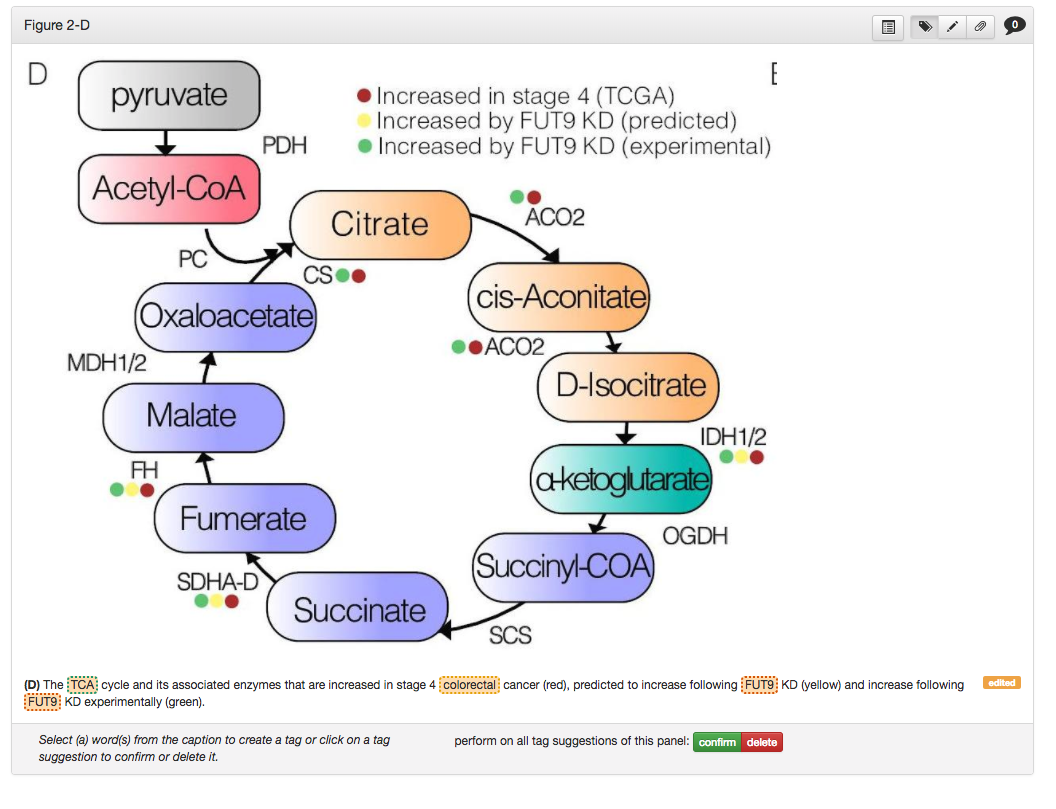 Figure 2-D
0
D
E
pyruvate
Increased in stage 4 (TCGA)
Increased by FUT9 KD (predicted)
Increased by FUT9 KD (experimental)
PDH
Acetyl-CoA
Citrate
ACO2
PC
CS
cis-Aconitate
Oxaloacetate
ACO2
MDH1/2
D-Isocitrate
Malate
IDH1/2
FH
α-ketoglutarate
Fumerate
OGDH
Succinyl-COA
SDHA-D
Succinate
SCS
(D) The TCA cycle and its associated enzymes that are increased in stage 4 colorectal cancer (red), predicted to increase following FUT9 KD (yellow) and increase following
edited
FUT9 KD experimentally (green).
Select (a) word(s) from the caption to create a tag or click on a tag
suggestion to confirm or delete it.
perform on all tag suggestions of this panel: confirm delete